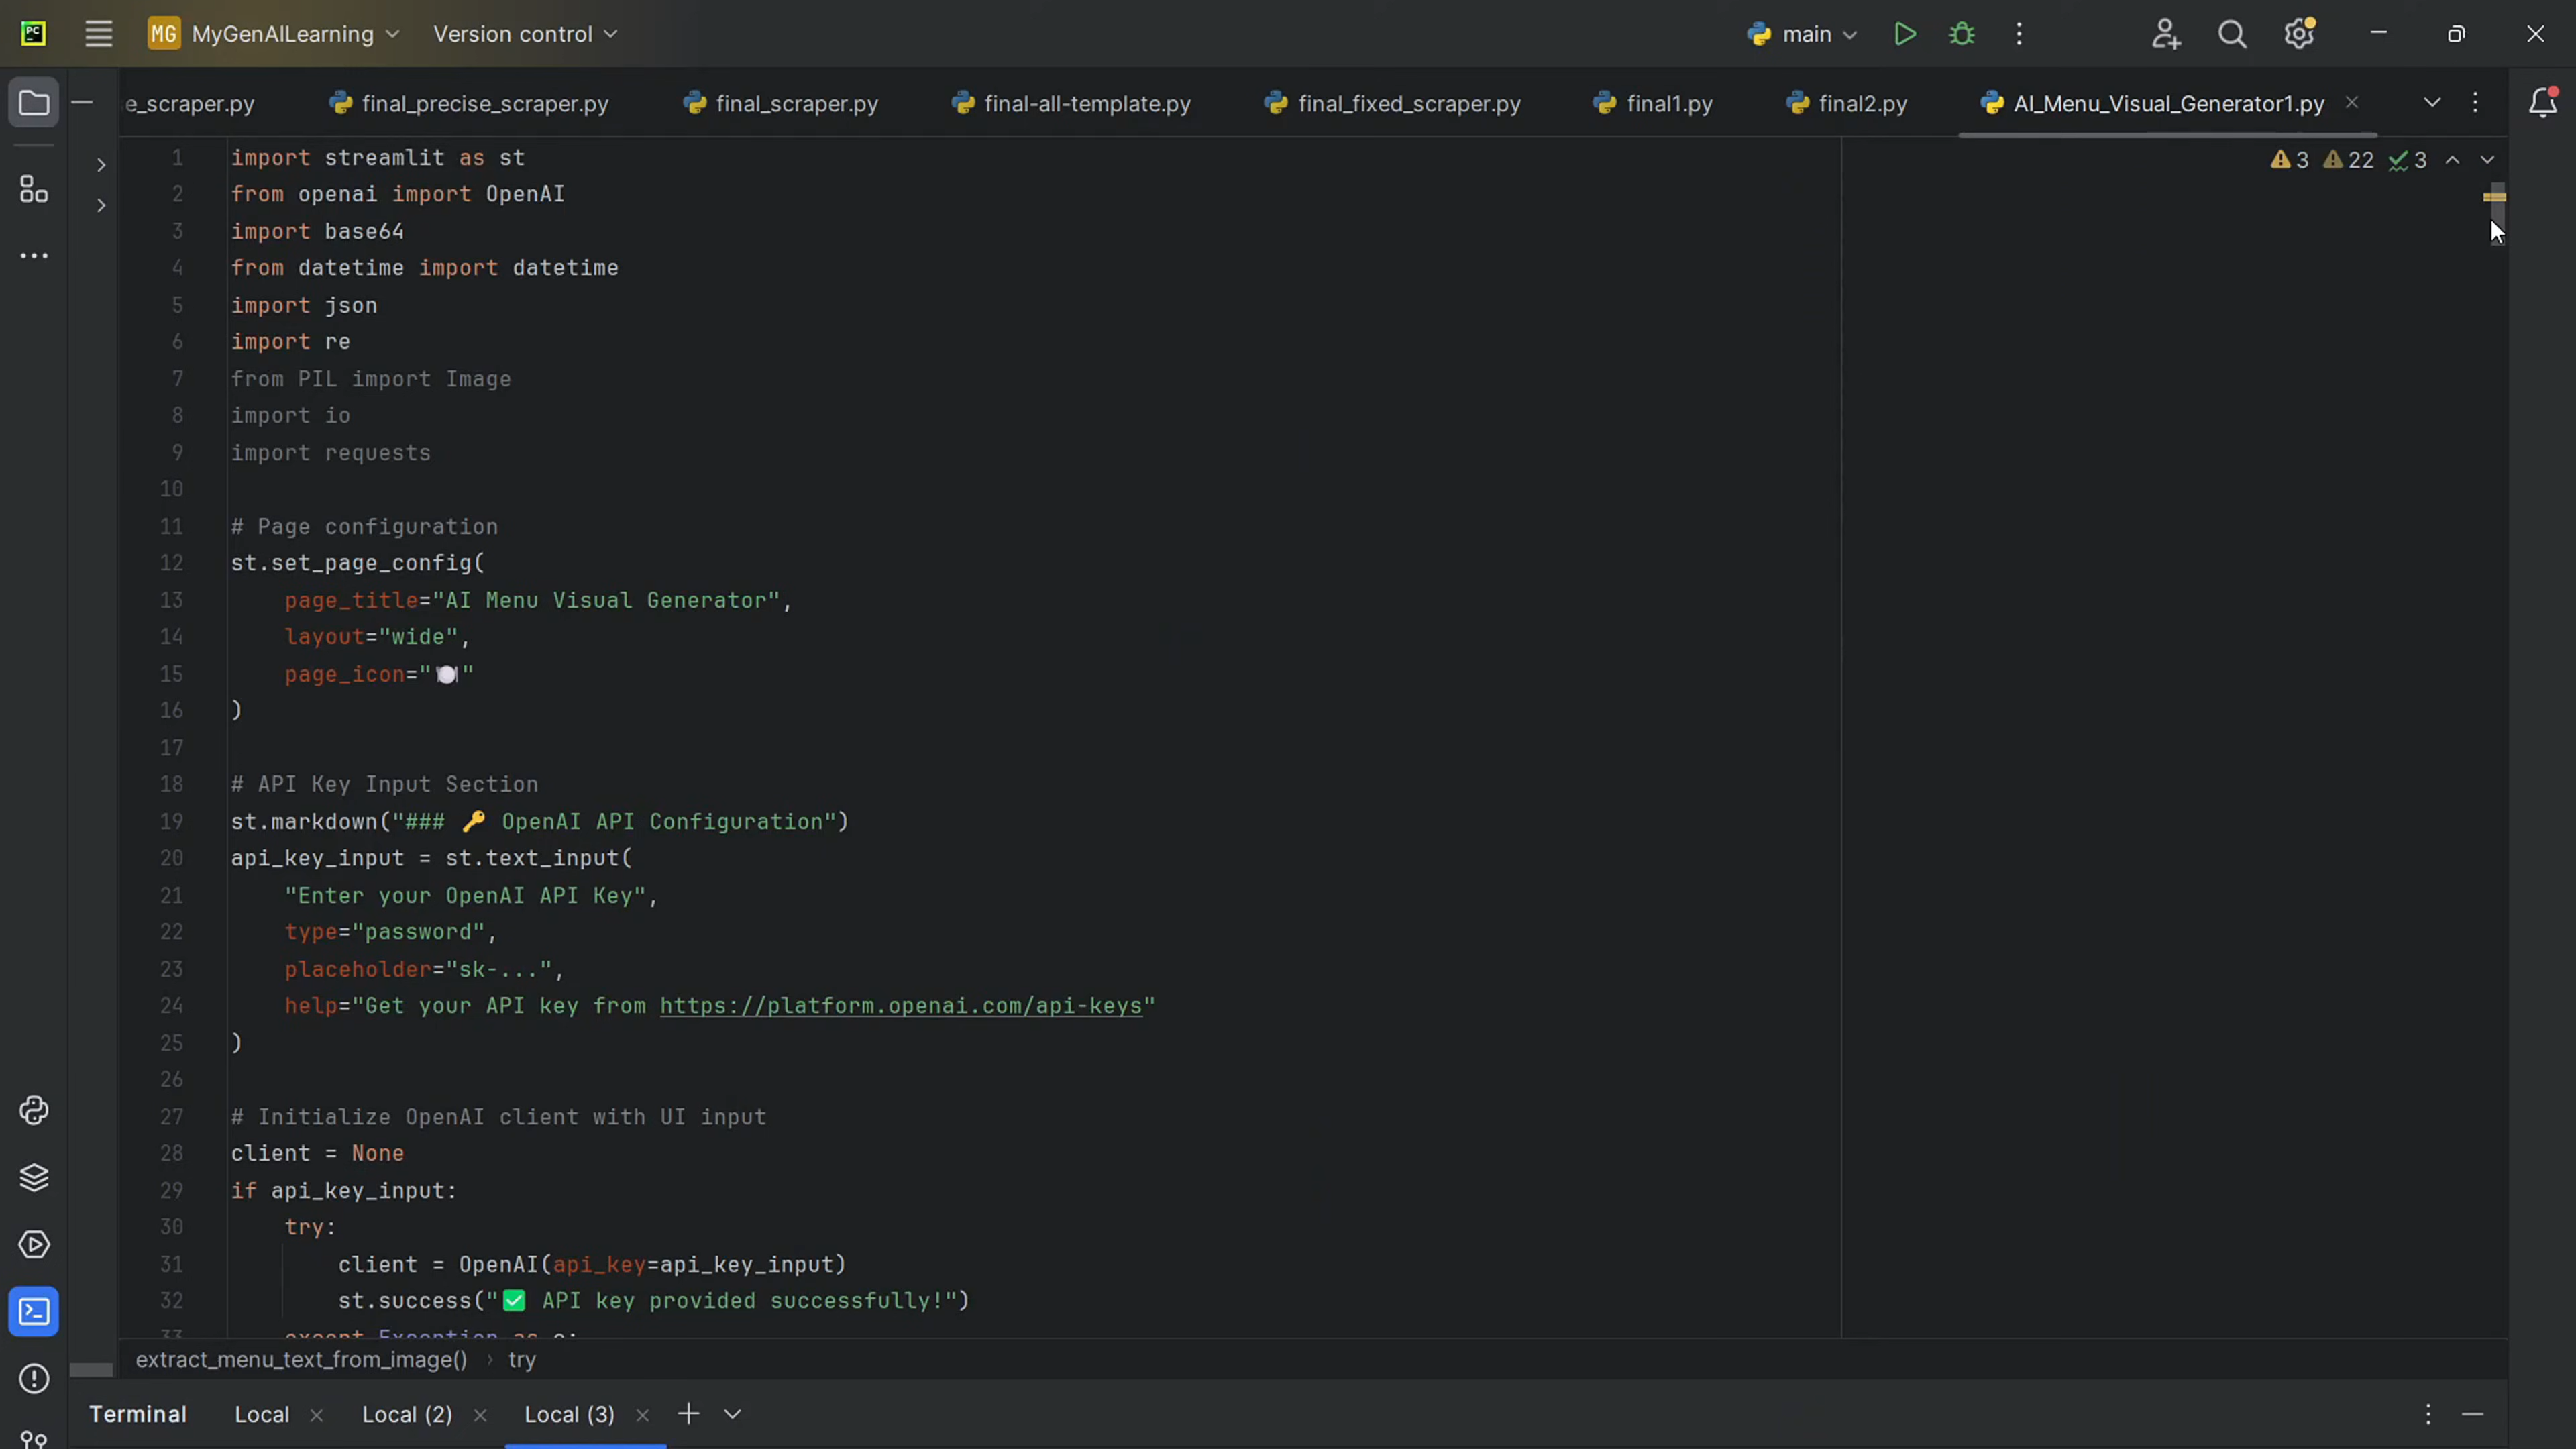 PC
MG MyGenAILearning
Version control
main
e_scraper.py
final_precise_scraper.py
final_scraper.py
final-all-template.py
final_fixed_scraper.py
final1.py
final2.py
AI_Menu_Visual_Generator1.py
3 22 3
1 import streamlit as st
2 from openai import OpenAI
3 import base64
4 from datetime import datetime
5 import json
6 import re
7 from PIL import Image
8 import io
9 import requests
10
11 # Page configuration
12 st.set_page_config(
13 page_title="AI Menu Visual Generator",
14 layout="wide",
15 page_icon="🍽️"
16 )
17
18 # API Key Input Section
19 st.markdown("### 🔑 OpenAI API Configuration")
20 api_key_input = st.text_input(
21 "Enter your OpenAI API Key",
22 type="password",
23 placeholder="sk-...",
24 help="Get your API key from https://platform.openai.com/api-keys"
25 )
26
27 # Initialize OpenAI client with UI input
28 client = None
29 if api_key_input:
30 try:
31 client = OpenAI(api_key=api_key_input)
32 st.success("✅ API key provided successfully!")
33 except Exception as e:
extract_menu_text_from_image() › try
Terminal
Local
Local (2)
Local (3)